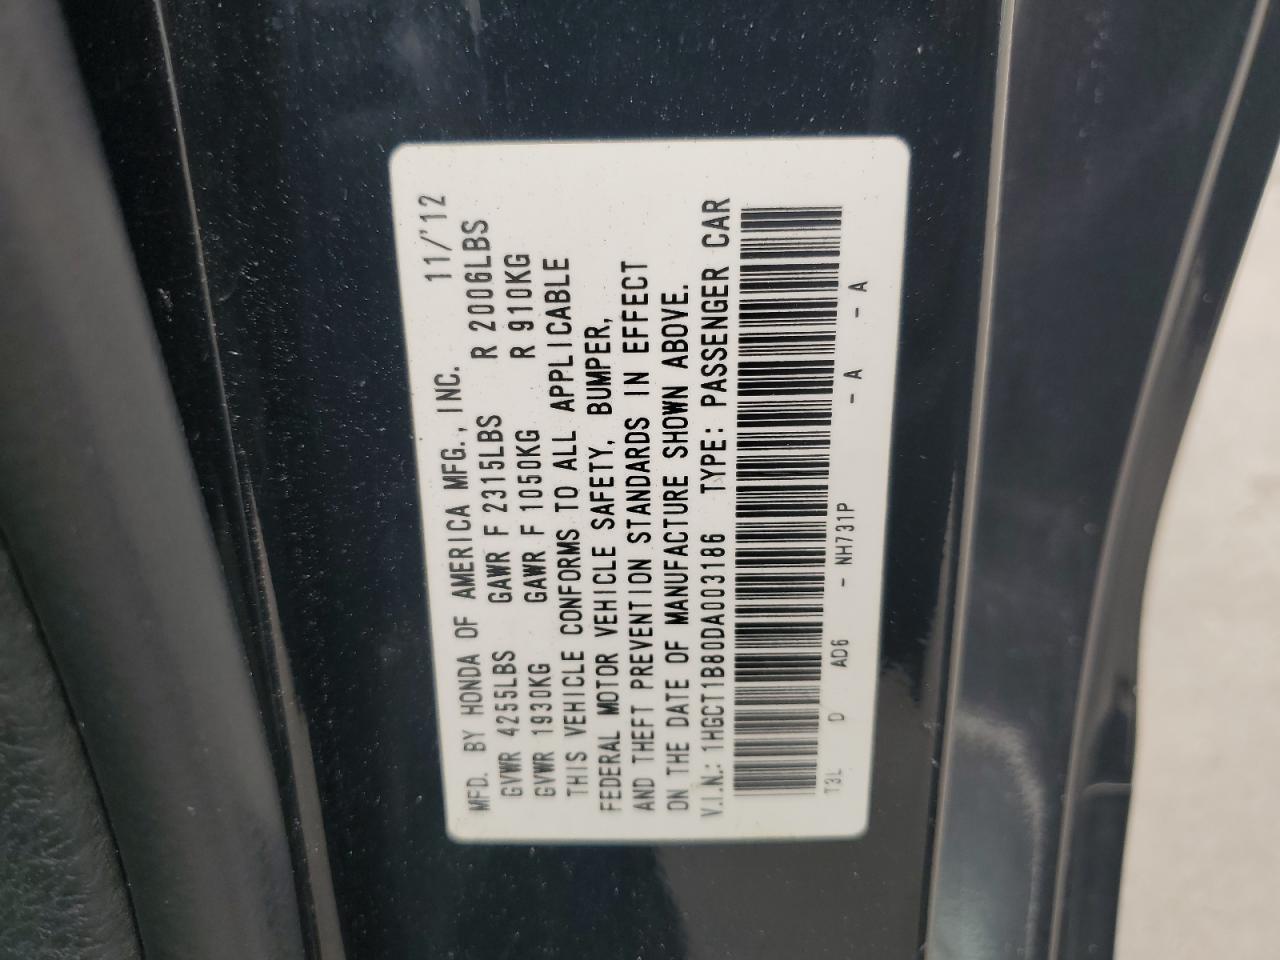 MFD. BY HONDA OF AMERICA MFG., INC. 11/'12
GVWR 4255LBS GAWR F 2315LBS R 2006LBS
GVWR 1930KG GAWR F 1050KG R 910KG
THIS VEHICLE CONFORMS TO ALL APPLICABLE
FEDERAL MOTOR VEHICLE SAFETY, BUMPER,
AND THEFT PREVENTION STANDARDS IN EFFECT
ON THE DATE OF MANUFACTURE SHOWN ABOVE.
V.I.N.: 1HGCT1B80DA003186 TYPE: PASSENGER CAR
T3L D AD6 - NH731P - A - A